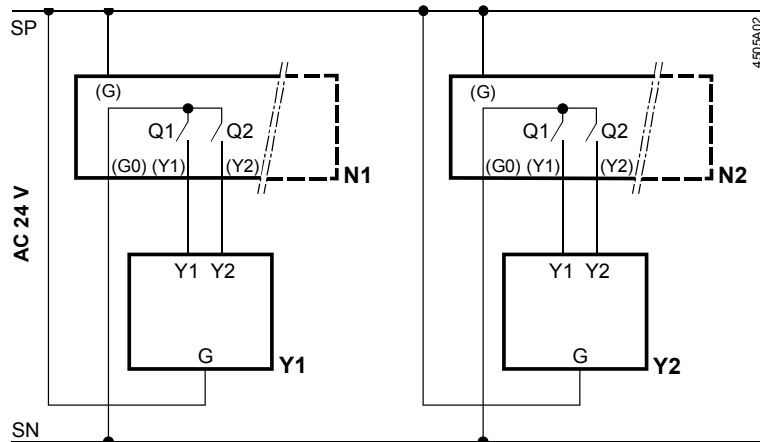 SP
4505A02
(G)
(G)
Q1
Q2
Q1
Q2
(G0) (Y1)
(Y2)
N1
(G0) (Y1)
(Y2)
N2
AC 24 V
Y1 Y2
Y1 Y2
G
Y1
G
Y2
SN